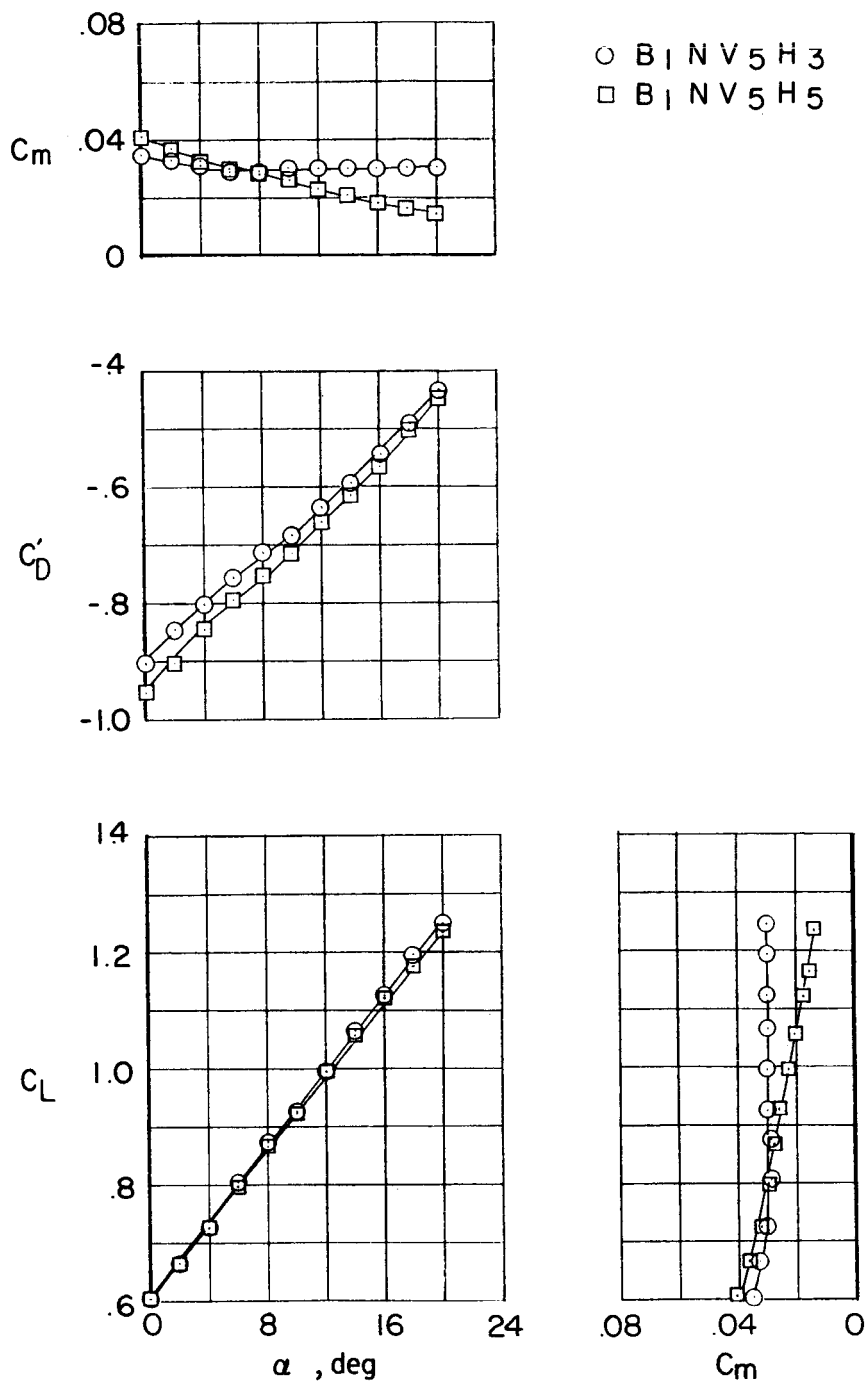 .08
.04
0
Cm
○ B1 N V5 H3
□ B1 N V5 H5
-.4
-.6
-.8
-1.0
C'D
1.4
1.2
1.0
.8
.6
CL
0 8 16 24
α , deg
.08 .04 0
Cm